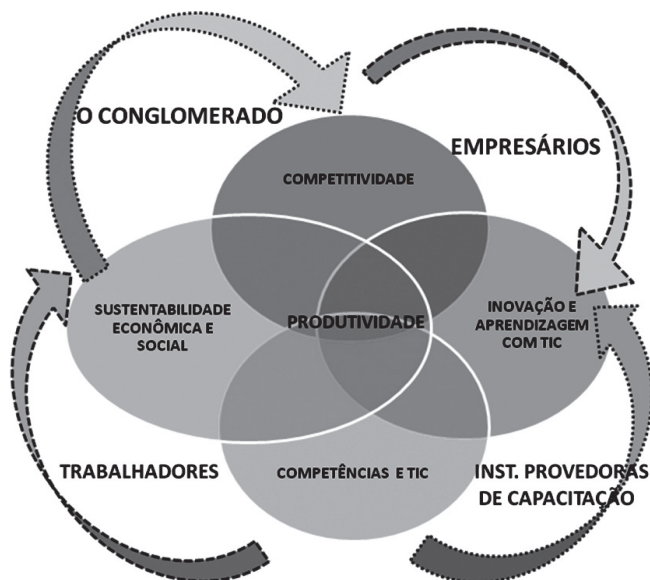 O CONGLOMERADO
EMPRESÁRIOS
COMPETITIVIDADE
SUSTENTABILIDADE
ECONÔMICA E
SOCIAL
PRODUTIVIDADE
INOVAÇÃO E
APRENDIZAGEM
COM TIC
TRABALHADORES
COMPETÊNCIAS E TIC
INST. PROVEDORAS
DE CAPACITAÇÃO